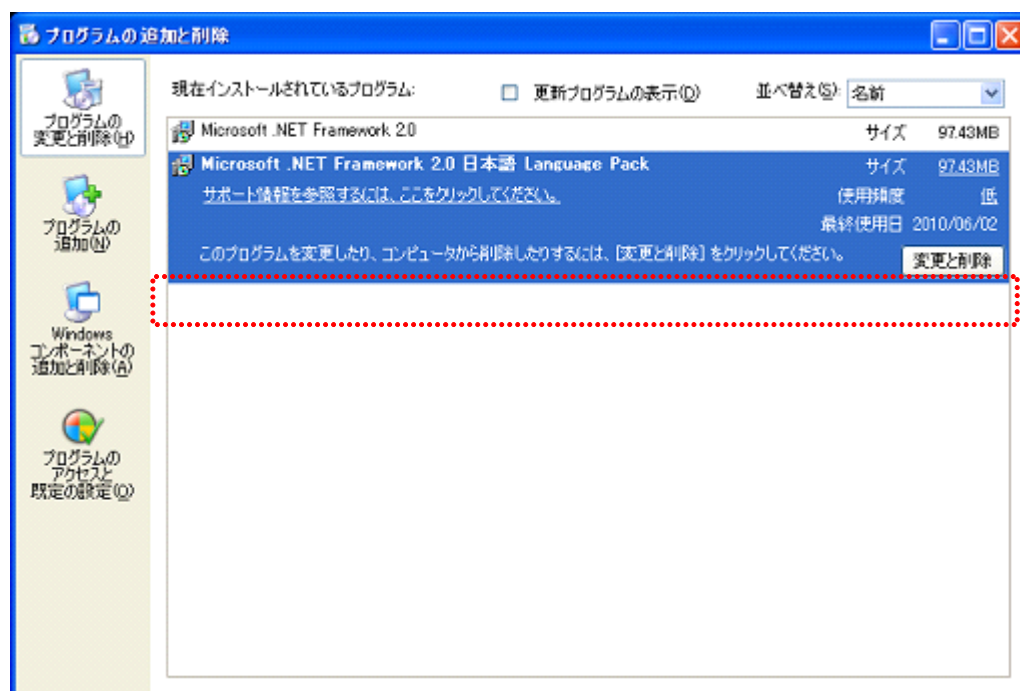 プログラムの追加と削除
現在インストールされているプログラム:
更新プログラムの表示(D)
並べ替え(S):
名前
プログラムの
変更と削除(H)
プログラムの
追加(N)
Windows
コンポーネントの
追加と削除(A)
プログラムの
アクセスと
既定の設定(O)
Microsoft .NET Framework 2.0 サイズ 97.43MB
Microsoft .NET Framework 2.0 日本語 Language Pack サイズ 97.43MB
サポート情報を参照するには、ここをクリックしてください。 使用頻度 低
最終使用日 2010/06/02
このプログラムを変更したり、コンピュータから削除したりするには、[変更と削除] をクリックしてください。 変更と削除